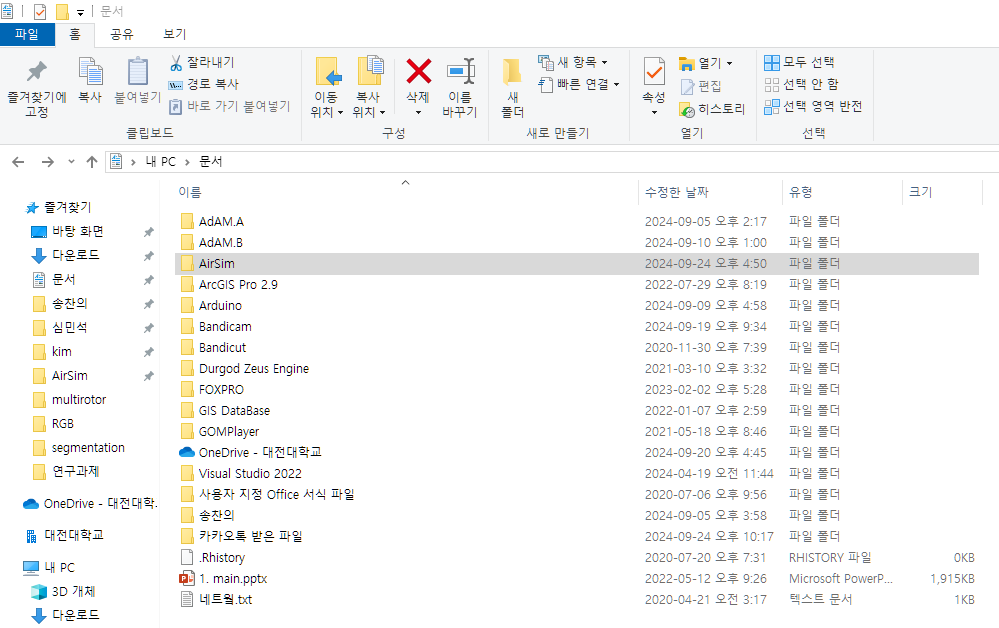 문서
파일 홈 공유 보기
즐겨찾기에 고정
복사
붙여넣기
잘라내기
경로 복사
바로 가기 붙여넣기
클립보드
이동 위치
복사 위치
삭제
이름 바꾸기
구성
새 폴더
새 항목
빠른 연결
새로 만들기
속성
열기
편집
히스토리
열기
모두 선택
선택 안 함
선택 영역 반전
선택
내 PC 문서
즐겨찾기
바탕 화면
다운로드
문서
송찬의
심민석
kim
AirSim
multirotor
RGB
segmentation
연구과제
OneDrive - 대전대학.
대전대학교
내 PC
3D 개체
다운로드
이름 수정한 날짜 유형 크기
AdAM.A 2024-09-05 오후 2:17 파일 폴더
AdAM.B 2024-09-10 오후 1:00 파일 폴더
AirSim 2024-09-24 오후 4:50 파일 폴더
ArcGIS Pro 2.9 2022-07-29 오후 8:19 파일 폴더
Arduino 2024-09-09 오후 4:58 파일 폴더
Bandicam 2024-09-19 오후 9:34 파일 폴더
Bandicut 2020-11-30 오후 7:39 파일 폴더
Durgod Zeus Engine 2021-03-10 오후 3:32 파일 폴더
FOXPRO 2023-02-02 오후 5:28 파일 폴더
GIS DataBase 2022-01-07 오후 2:59 파일 폴더
GOMPlayer 2021-05-18 오후 8:46 파일 폴더
OneDrive - 대전대학교 2024-09-20 오후 4:45 파일 폴더
Visual Studio 2022 2024-04-19 오전 11:44 파일 폴더
사용자 지정 Office 서식 파일 2020-07-06 오후 9:56 파일 폴더
송찬의 2024-09-05 오후 3:58 파일 폴더
카카오톡 받은 파일 2024-09-24 오후 10:17 파일 폴더
.Rhistory 2020-07-20 오후 7:31 RHISTORY 파일 0KB
1. main.pptx 2022-05-12 오후 9:26 Microsoft PowerP... 1,915KB
네트웤.txt 2020-04-21 오전 3:17 텍스트 문서 1KB